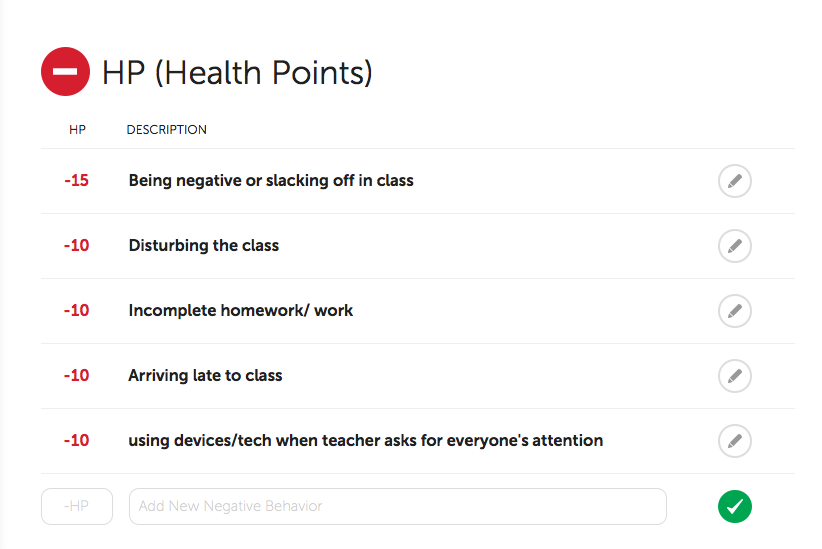 HP (Health Points)
HP DESCRIPTION
-15 Being negative or slacking off in class
-10 Disturbing the class
-10 Incomplete homework/ work
-10 Arriving late to class
-10 using devices/tech when teacher asks for everyone's attention
-HP Add New Negative Behavior